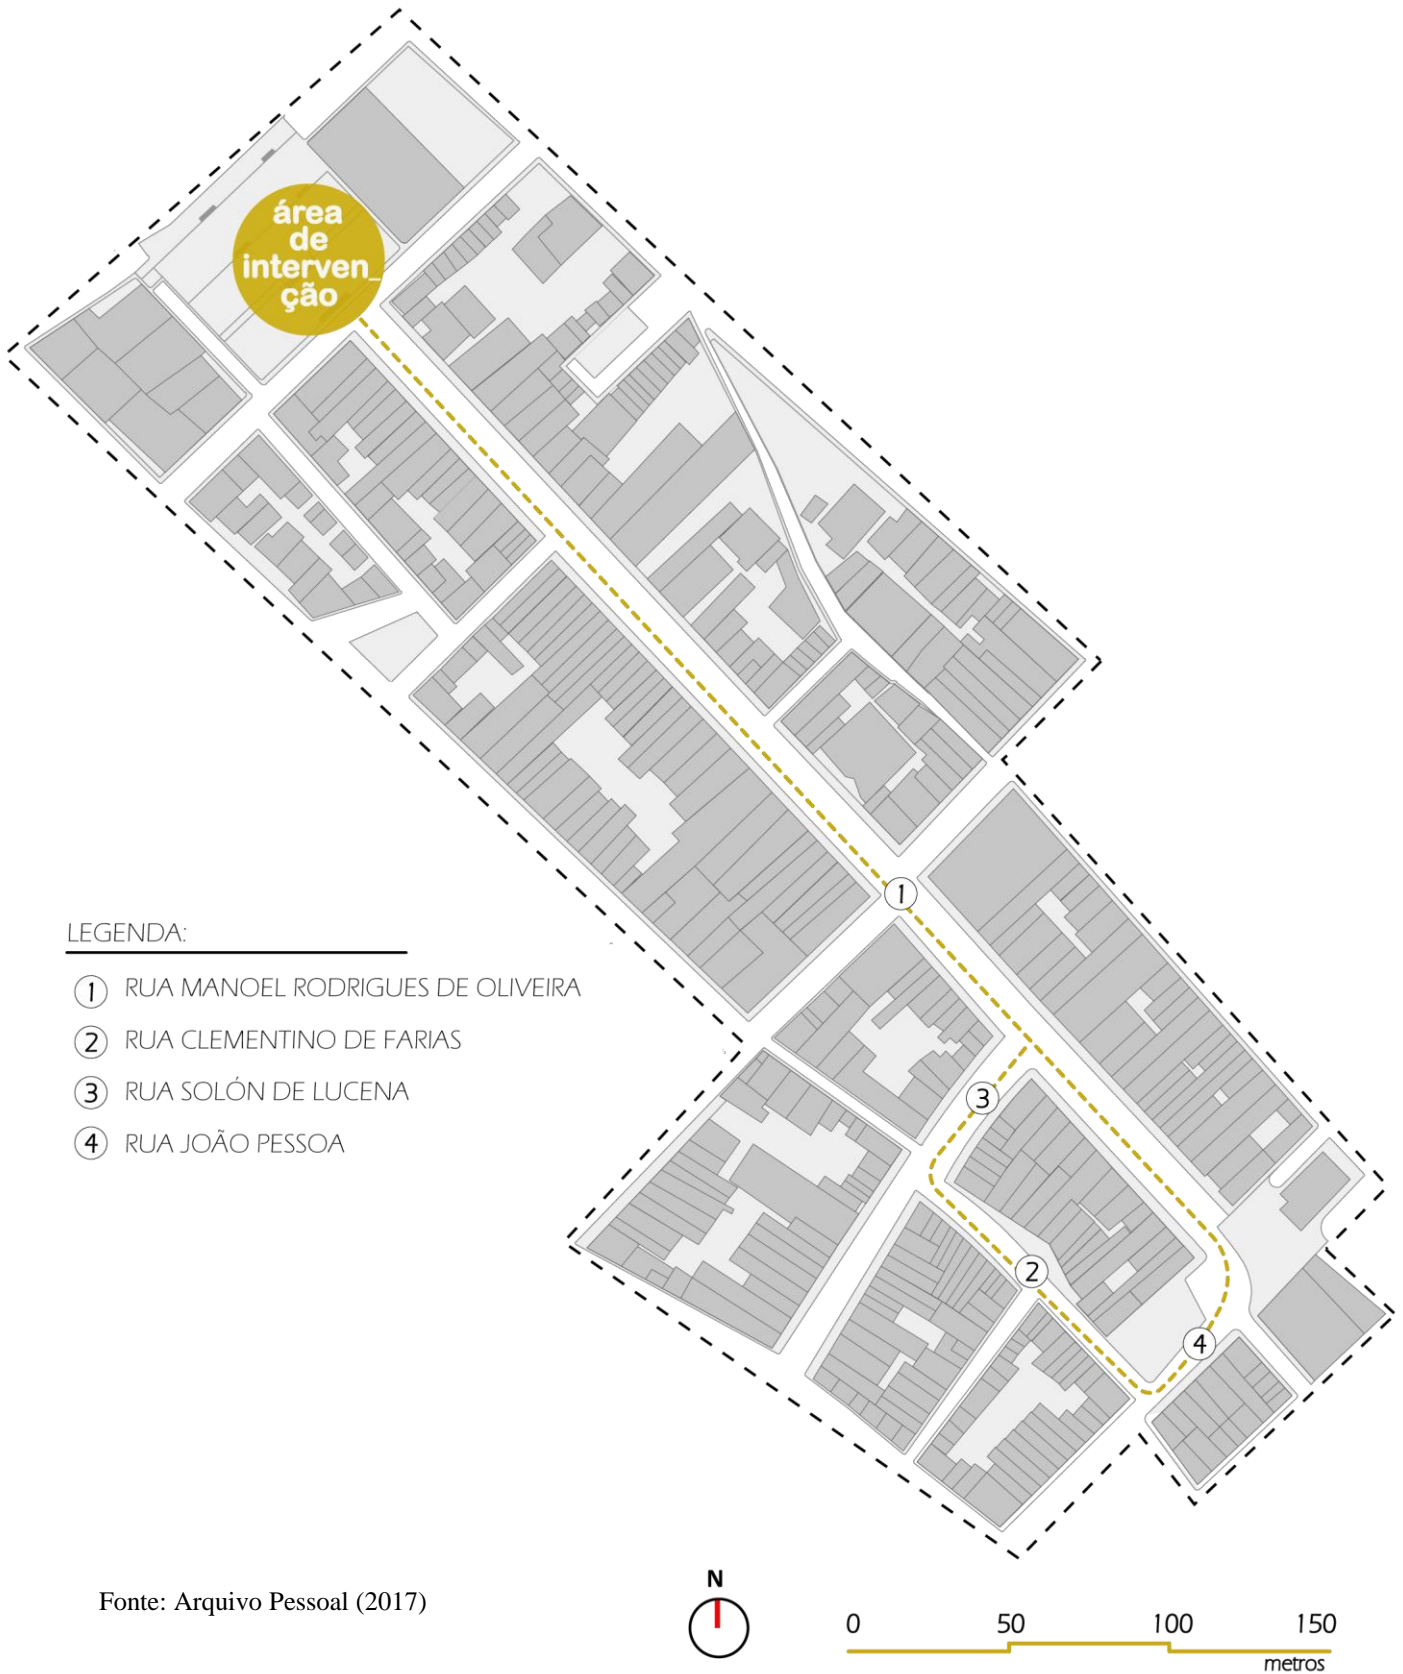 área
de
interven_
ção
1
3
2
4
LEGENDA:
1 RUA MANOEL RODRIGUES DE OLIVEIRA
2 RUA CLEMENTINO DE FARIAS
3 RUA SOLÓN DE LUCENA
4 RUA JOÃO PESSOA
Fonte: Arquivo Pessoal (2017)
N
0 50 100 150
metros